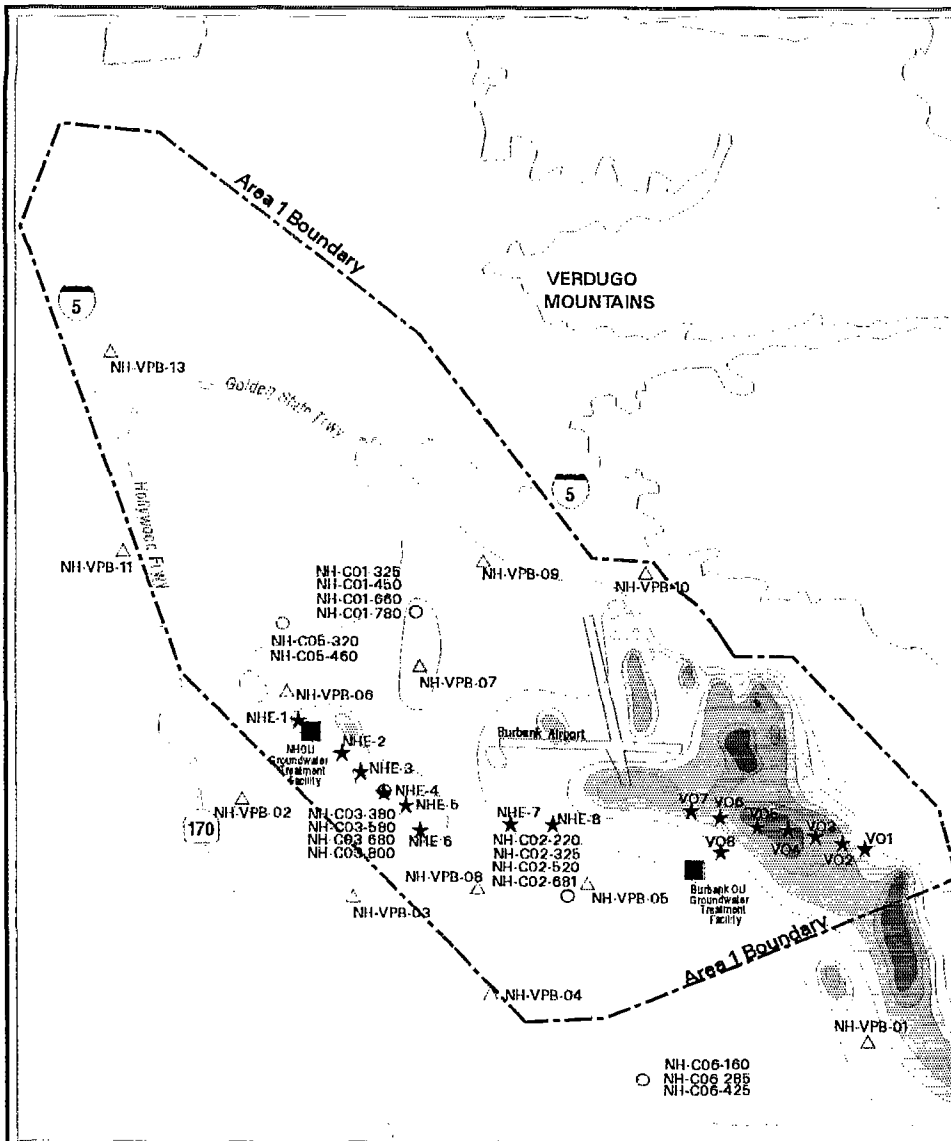 Area 1 Boundary
VERDUGO
MOUNTAINS
5
NH-VPB-13
Golden State Frwy
5
Hollywood Frwy
NH-VPB-11
NH-VPB-09
NH-VPB-10
NH-C01-325
NH-C01-450
NH-C01-660
NH-C01-780
NH-C05-320
NH-C05-460
NH-VPB-07
NH-VPB-06
NHE-1
NHOU
Groundwater
Treatment
Facility
NHE-2
Burbank Airport
NHE-3
NHE-4
NHE-5
NHE-6
NH-VPB-02
170
NH-C03-380
NH-C03-580
NH-C03-680
NH-C03-800
NHE-7
NHE-8
NH-C02-220
NH-C02-325
NH-C02-520
NH-C02-681
VO7
VO6
VO5
VO4
VO3
VO2
VO1
VO8
NH-VPB-08
NH-VPB-05
Burbank OU
Groundwater
Treatment
Facility
NH-VPB-03
Area 1 Boundary
NH-VPB-04
NH-VPB-01
NH-C06-160
NH-C06-285
NH-C06-425